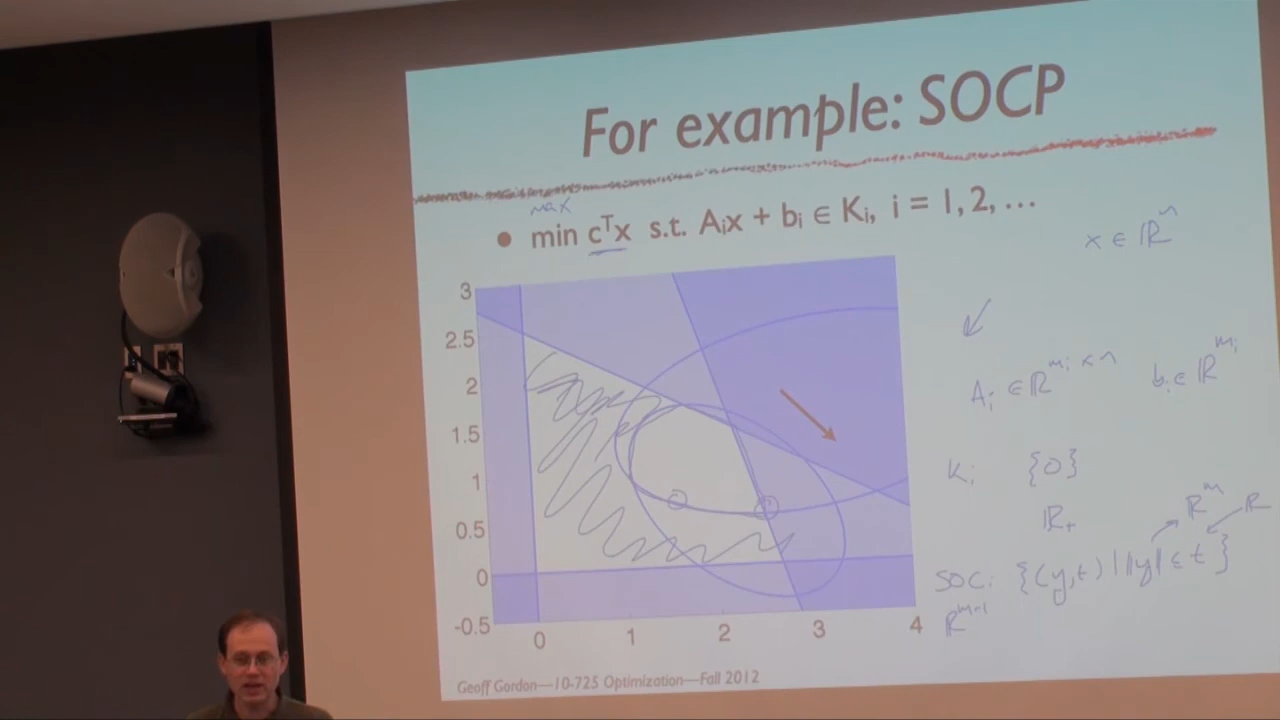 For example: SOCP
max
• min cᵀx s.t. Aᵢx + bᵢ ∈ Kᵢ, i = 1, 2, …
x ∈ ℝⁿ
3
2.5
2
1.5
1
0.5
0
-0.5
0 1 2 3 4
Aᵢ ∈ ℝ^{mᵢ×n} bᵢ ∈ ℝ^{mᵢ}
Kᵢ {0}
ℝ₊
ℝᵐ ℝ
SOC: {(y,t) | ‖y‖ ≤ t}
ℝᵐ⁺¹
Geoff Gordon—10-725 Optimization—Fall 2012